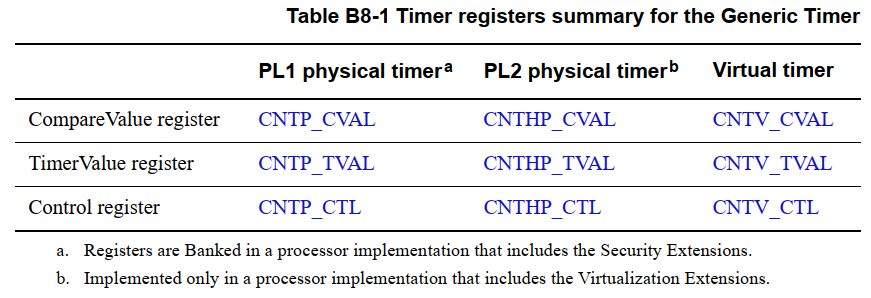 Table B8-1 Timer registers summary for the Generic Timer
PL1 physical timer a PL2 physical timer b Virtual timer
CompareValue register CNTP_CVAL CNTHP_CVAL CNTV_CVAL
TimerValue register CNTP_TVAL CNTHP_TVAL CNTV_TVAL
Control register CNTP_CTL CNTHP_CTL CNTV_CTL
a. Registers are Banked in a processor implementation that includes the Security Extensions.
b. Implemented only in a processor implementation that includes the Virtualization Extensions.